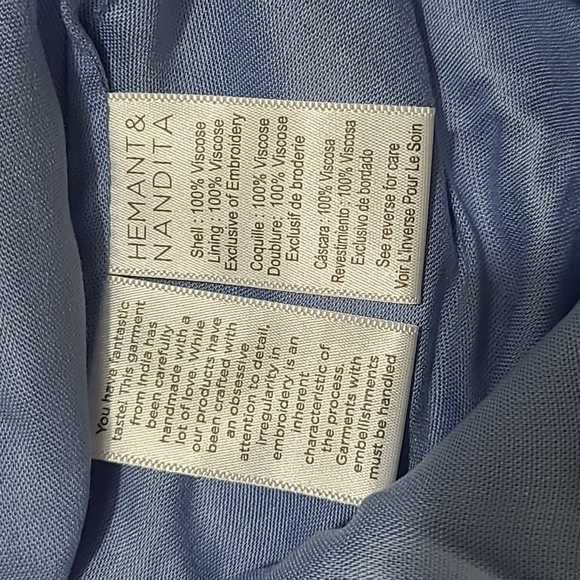 HEMANT &
NANDITA
Shell : 100% Viscose
Lining : 100% Viscose
Exclusive of Embroidery
Coquille : 100% Viscose
Doublure: 100% Viscose
Exclusif de broderie
Cáscara : 100% Viscosa
Revestimiento : 100% Viscosa
Exclusivo de bordado
See reverse for care
Voir L'Inverse Pour Le Soin
You have fantastic
taste! This garment
from India has
been carefully
handmade with a
lot of love. While
our products have
been crafted with
an obsessive
attention to detail,
irregularity in
embroidery is an
inherent
characteristic of
the process.
Garments with
embellishments
must be handled